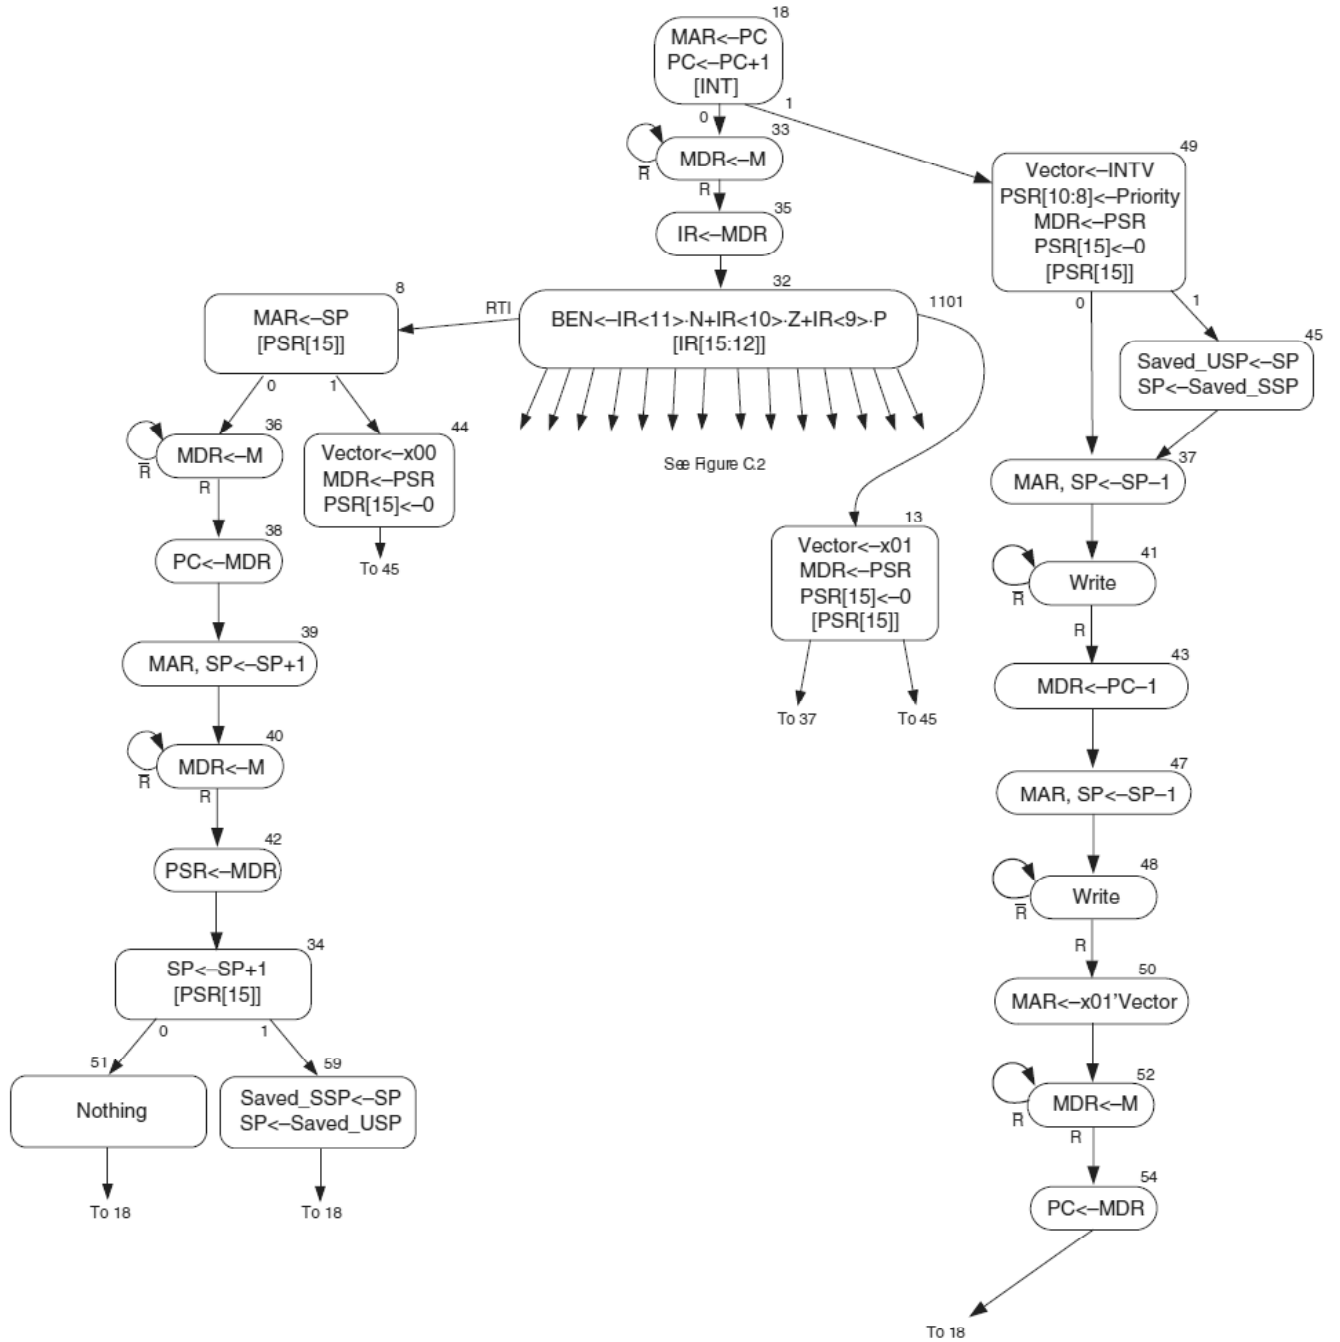 18
MAR<–PC
PC<–PC+1
[INT]
0
1
33
MDR<–M
R̅
R
35
IR<–MDR
32
BEN<–IR<11>·N+IR<10>·Z+IR<9>·P
[IR[15:12]]
RTI
1101
See Figure C.2
8
MAR<–SP
[PSR[15]]
0
1
36
MDR<–M
R̅
R
44
Vector<–x00
MDR<–PSR
PSR[15]<–0
To 45
38
PC<–MDR
39
MAR, SP<–SP+1
40
MDR<–M
R̅
R
42
PSR<–MDR
34
SP<–SP+1
[PSR[15]]
0
1
51
Nothing
To 18
59
Saved_SSP<–SP
SP<–Saved_USP
To 18
13
Vector<–x01
MDR<–PSR
PSR[15]<–0
[PSR[15]]
To 37
To 45
49
Vector<–INTV
PSR[10:8]<–Priority
MDR<–PSR
PSR[15]<–0
[PSR[15]]
0
1
45
Saved_USP<–SP
SP<–Saved_SSP
37
MAR, SP<–SP–1
41
Write
R̅
R
43
MDR<–PC–1
47
MAR, SP<–SP–1
48
Write
R̅
R
50
MAR<–x01'Vector
52
MDR<–M
R̅
R
54
PC<–MDR
To 18